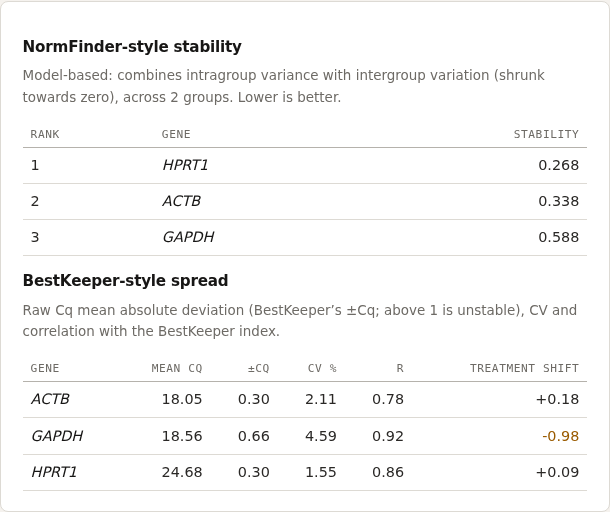 NormFinder-style stability
Model-based: combines intragroup variance with intergroup variation (shrunk
towards zero), across 2 groups. Lower is better.
RANK GENE STABILITY
1 HPRT1 0.268
2 ACTB 0.338
3 GAPDH 0.588
BestKeeper-style spread
Raw Cq mean absolute deviation (BestKeeper’s ±Cq; above 1 is unstable), CV and
correlation with the BestKeeper index.
GENE MEAN CQ ±CQ CV % R TREATMENT SHIFT
ACTB 18.05 0.30 2.11 0.78 +0.18
GAPDH 18.56 0.66 4.59 0.92 -0.98
HPRT1 24.68 0.30 1.55 0.86 +0.09